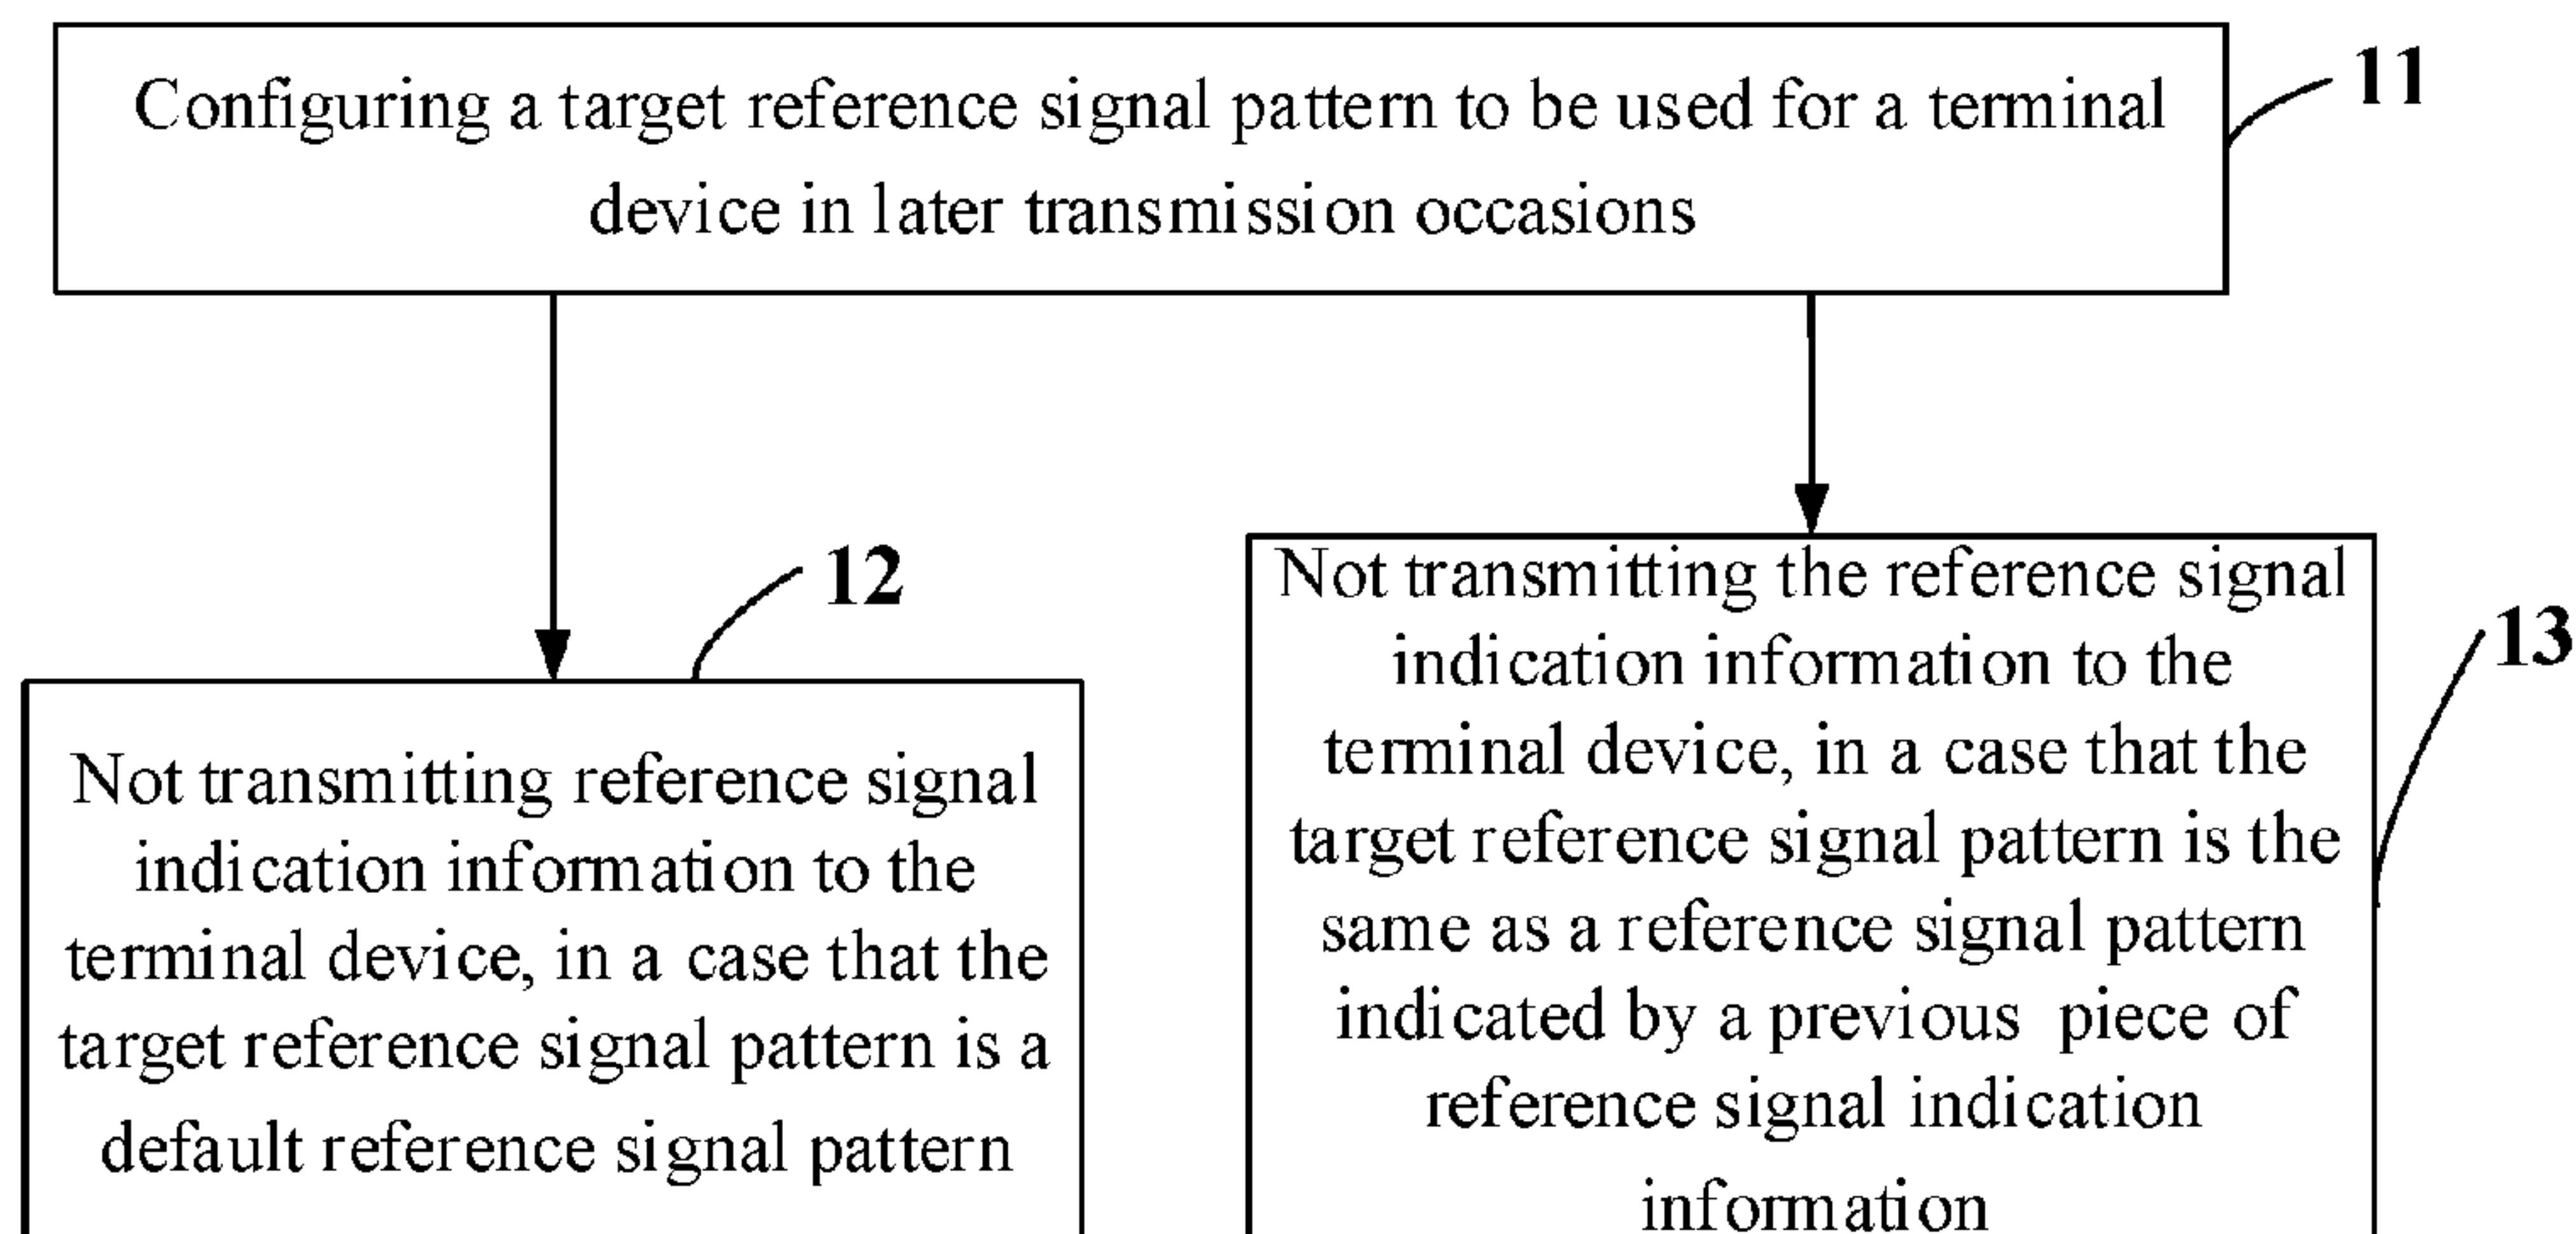 Configuring a target reference signal pattern to be used for a terminal
device in later transmission occasions
11
12
Not transmitting reference signal
indication information to the
terminal device, in a case that the
target reference signal pattern is a
default reference signal pattern
Not transmitting the reference signal
indication information to the
terminal device, in a case that the
target reference signal pattern is the
same as a reference signal pattern
indicated by a previous piece of
reference signal indication
information
13